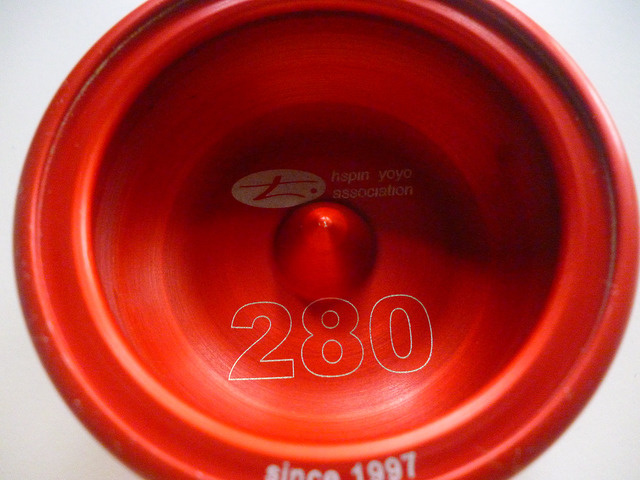 hspin yoyo
association
280
since 1997